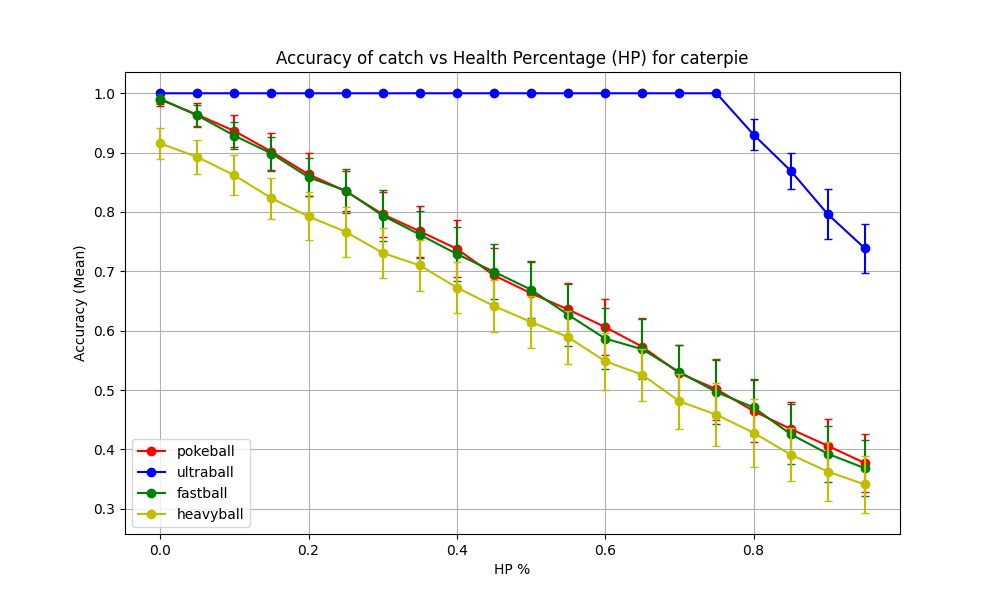 Accuracy of catch vs Health Percentage (HP) for caterpie
Accuracy (Mean)
1.0
0.9
0.8
0.7
0.6
0.5
0.4
0.3
pokeball
ultraball
fastball
heavyball
0.0 0.2 0.4 0.6 0.8
HP %